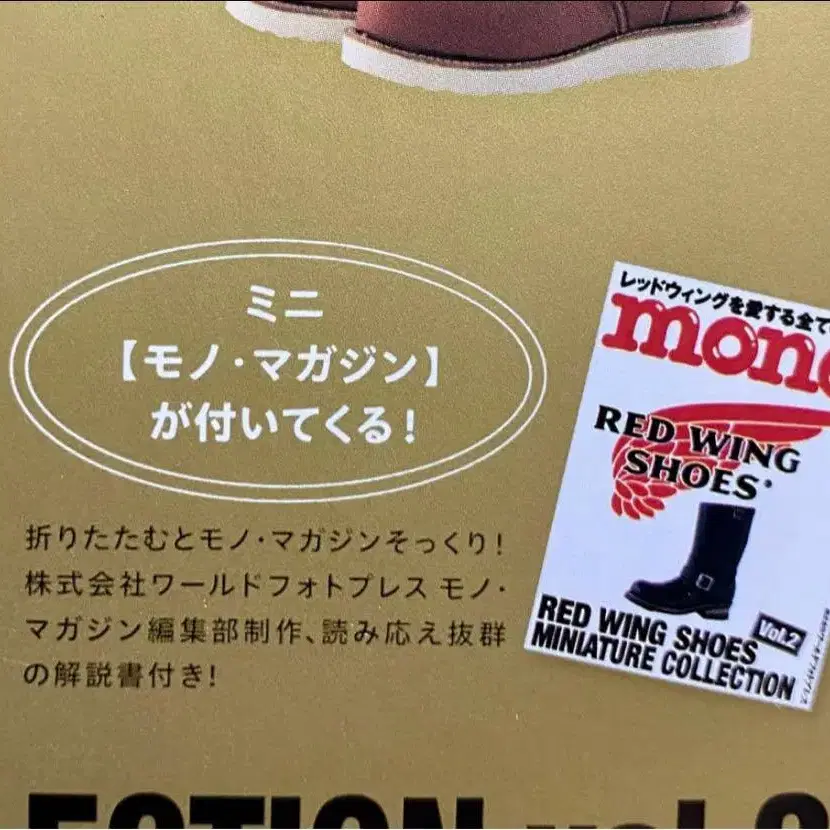 ミニ
【モノ・マガジン】
が付いてくる!
折りたたむとモノ・マガジンそっくり!
株式会社ワールドフォトプレス モノ・
マガジン編集部制作、読み応え抜群
の解説書付き!
レッドウィングを愛する全て
mono
RED WING
SHOES
RED WING SHOES
MINIATURE COLLECTION
Vol.2
ECTION vol.2